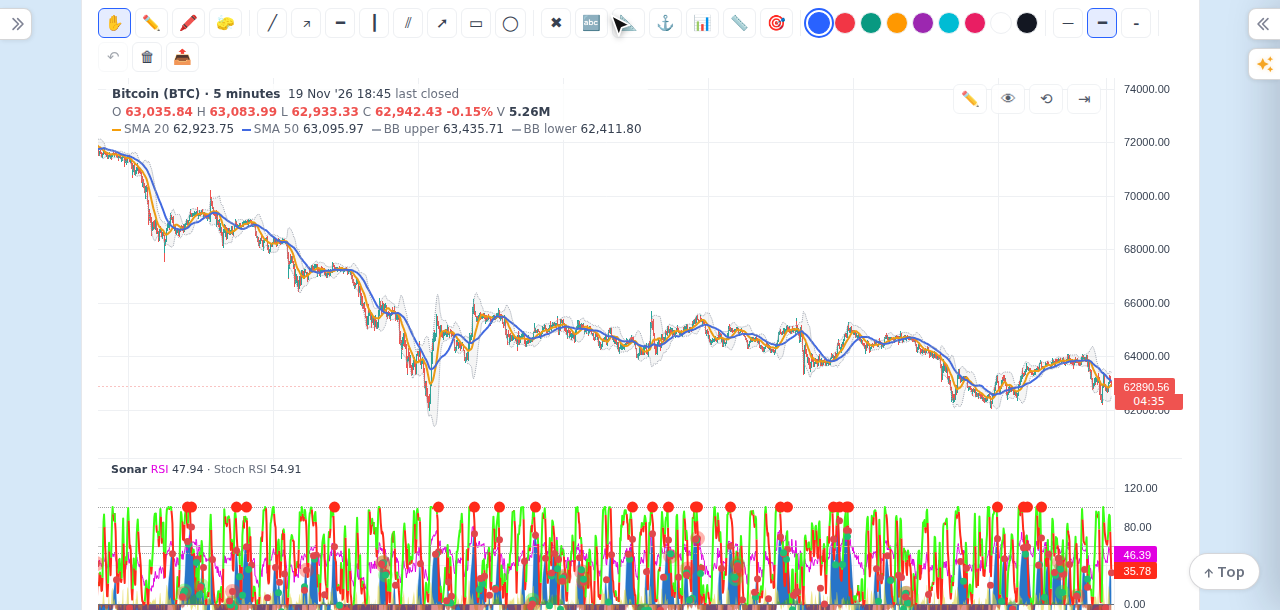 Bitcoin (BTC) · 5 minutes 19 Nov '26 18:45 last closed
O 63,035.84 H 63,083.99 L 62,933.33 C 62,942.43 -0.15% V 5.26M
SMA 20 62,923.75 SMA 50 63,095.97 BB upper 63,435.71 BB lower 62,411.80
74000.00
72000.00
70000.00
68000.00
66000.00
64000.00
62890.56
04:35
62000.00
Sonar RSI 47.94 · Stoch RSI 54.91
120.00
80.00
46.39
35.78
0.00
↑ Top